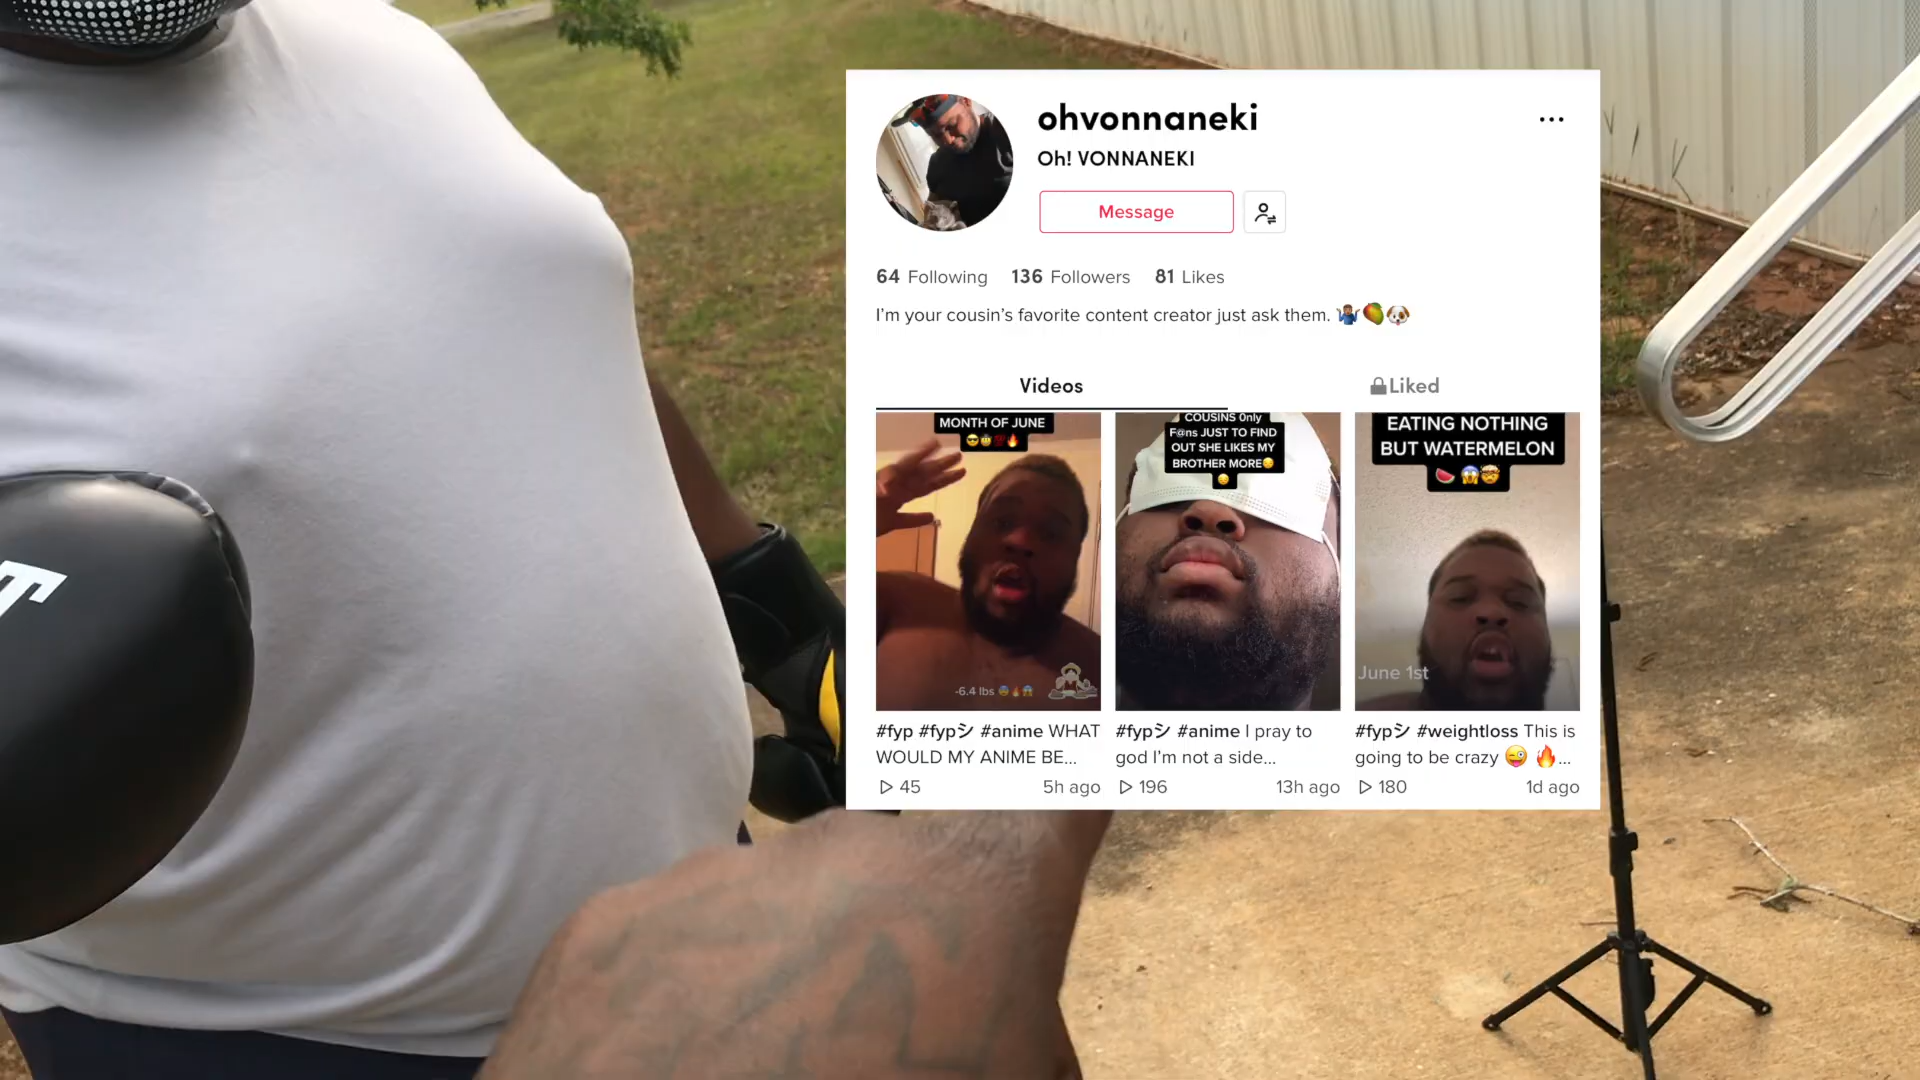 ohvonnaneki
Oh! VONNANEKI
Message
64 Following 136 Followers 81 Likes
I'm your cousin's favorite content creator just ask them. 🤷🏾‍♂️🥭🐶
Videos
Liked
MONTH OF JUNE
😎🤠💯🔥
-6.4 lbs 😨🔥😱
#fyp #fypシ #anime WHAT
WOULD MY ANIME BE...
45 5h ago
COUSINS 0nly
F@ns JUST TO FIND
OUT SHE LIKES MY
BROTHER MORE😔
😔
#fypシ #anime I pray to
god I'm not a side...
196 13h ago
EATING NOTHING
BUT WATERMELON
🍉😱🤯
June 1st
#fypシ #weightloss This is
going to be crazy 😜🔥...
180 1d ago